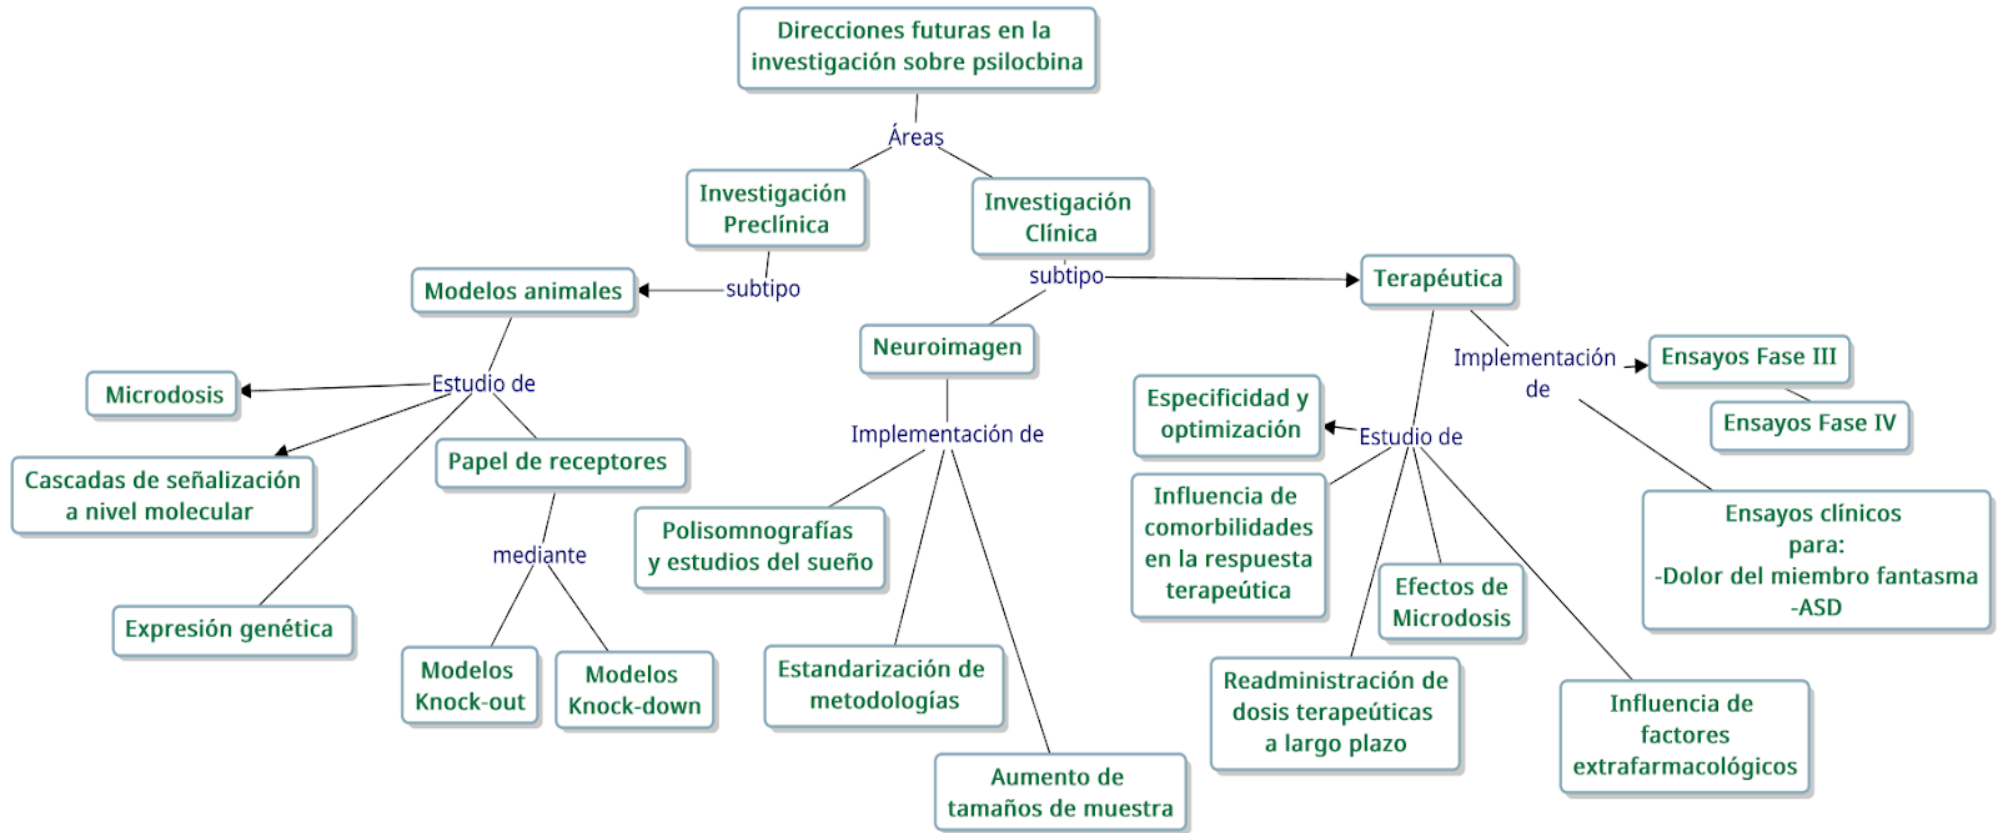 Direcciones futuras en la
investigación sobre psilocbina
Áreas
Investigación
Preclínica
Investigación
Clínica
subtipo
Modelos animales
subtipo
Terapéutica
Neuroimagen
Estudio de
Microdosis
Cascadas de señalización
a nivel molecular
Expresión genética
Papel de receptores
mediante
Modelos
Knock-out
Modelos
Knock-down
Implementación de
Polisomnografías
y estudios del sueño
Estandarización de
metodologías
Aumento de
tamaños de muestra
Estudio de
Especificidad y
optimización
Influencia de
comorbilidades
en la respuesta
terapeútica
Readministración de
dosis terapeúticas
a largo plazo
Efectos de
Microdosis
Influencia de
factores
extrafarmacológicos
Implementación
de
Ensayos Fase III
Ensayos Fase IV
Ensayos clínicos
para:
-Dolor del miembro fantasma
-ASD